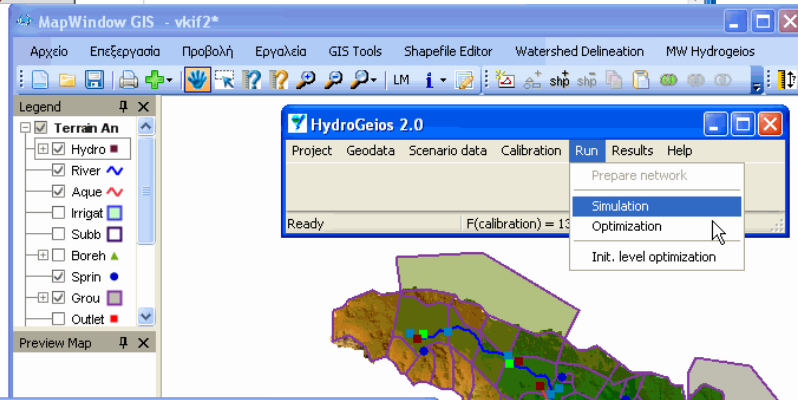 MapWindow GIS - vkif2*
Αρχείο Επεξεργασία Προβολή Εργαλεία GIS Tools Shapefile Editor Watershed Delineation MW Hydrogeios
LM i shp shp
Legend
Terrain An
Hydro
River
Aque
Irrigat
Subb
Boreh
Sprin
Grou
Outlet
Preview Map
HydroGeios 2.0
Project Geodata Scenario data Calibration Run Results Help
Prepare network
Simulation
Optimization
Init. level optimization
Ready F(calibration) = 13